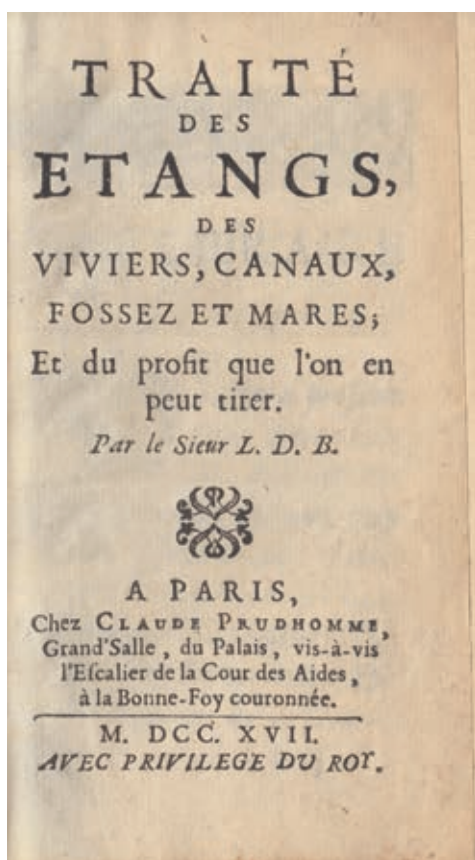 TRAITÉ
DES
ETANGS,
DES
VIVIERS, CANAUX,
FOSSEZ ET MARES;
Et du profit que l'on en
peut tirer.
Par le Sieur L. D. B.
A PARIS,
Chez CLAUDE PRUDHOMME,
Grand'Salle, du Palais, vis-à-vis
l'Eſcalier de la Cour des Aides,
à la Bonne-Foy couronnée.
M. DCC. XVII.
AVEC PRIVILEGE DU ROY.